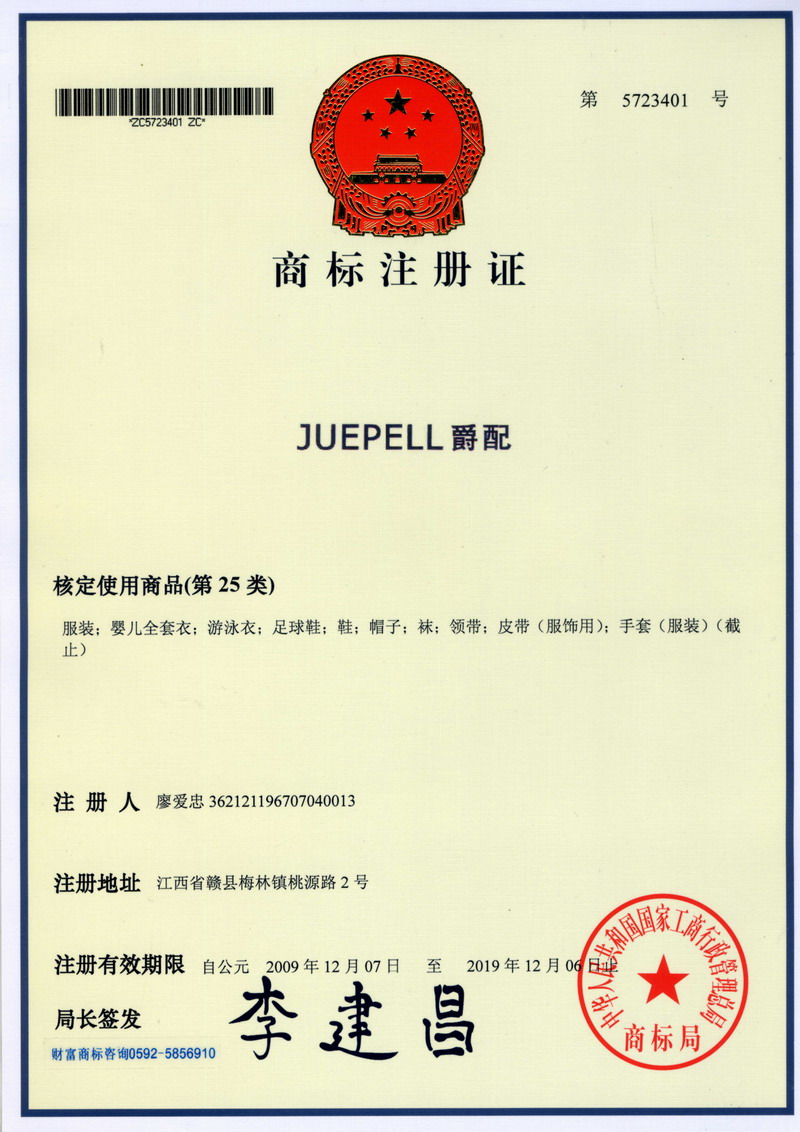 *ZC5723401 ZC*
第 5723401 号
商标注册证
JUEPELL 爵配
核定使用商品(第 25 类)
服装；婴儿全套衣；游泳衣；足球鞋；鞋；帽子；袜；领带；皮带（服饰用）；手套（服装）（截
止）
注 册 人 廖爱忠 362121196707040013
注册地址 江西省赣县梅林镇桃源路 2 号
注册有效期限 自公元 2009 年 12 月 07 日 至 2019 年 12 月 06 日止
局长签发 李建昌
财富商标咨询0592-5856910
中华人民共和国国家工商行政管理总局
商标局